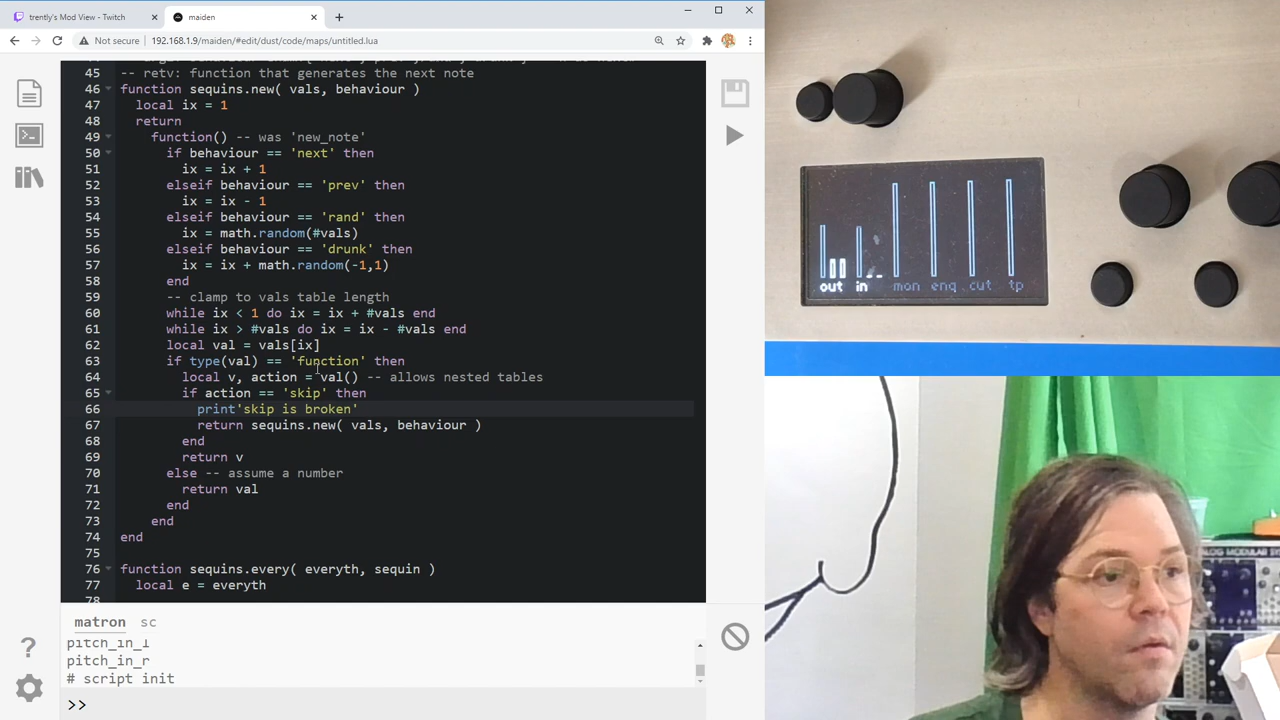 trently's Mod View - Twitch
maiden
Not secure
192.168.1.9/maiden/#edit/dust/code/maps/untitled.lua
45 -- retv: function that generates the next note
46 function sequins.new( vals, behaviour )
47 local ix = 1
48 return
49 function() -- was 'new_note'
50 if behaviour == 'next' then
51 ix = ix + 1
52 elseif behaviour == 'prev' then
53 ix = ix - 1
54 elseif behaviour == 'rand' then
55 ix = math.random(#vals)
56 elseif behaviour == 'drunk' then
57 ix = ix + math.random(-1,1)
58 end
59 -- clamp to vals table length
60 while ix < 1 do ix = ix + #vals end
61 while ix > #vals do ix = ix - #vals end
62 local val = vals[ix]
63 if type(val) == 'function' then
64 local v, action = val() -- allows nested tables
65 if action == 'skip' then
66 print'skip is broken'
67 return sequins.new( vals, behaviour )
68 end
69 return v
70 else -- assume a number
71 return val
72 end
73 end
74 end
75
76 function sequins.every( everyth, sequin )
77 local e = everyth
78
matron sc
pitch_in_l
pitch_in_r
# script init
>>
?
out in mon eng cut tp